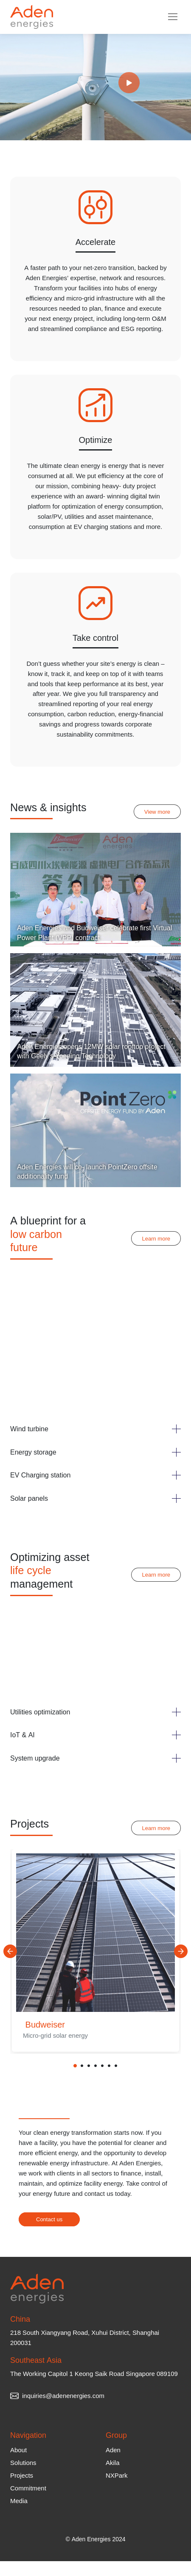 Aden
energies
Accelerate
A faster path to your net-zero transition, backed by
Aden Energies' expertise, network and resources.
Transform your facilities into hubs of energy
efficiency and micro-grid infrastructure with all the
resources needed to plan, finance and execute
your next energy project, including long-term O&M
and streamlined compliance and ESG reporting.
Optimize
The ultimate clean energy is energy that is never
consumed at all. We put efficiency at the core of
our mission, combining heavy- duty project
experience with an award- winning digital twin
platform for optimization of energy consumption,
solar/PV, utilities and asset maintenance,
consumption at EV charging stations and more.
Take control
Don't guess whether your site's energy is clean –
know it, track it, and keep on top of it with teams
and tools that keep performance at its best, year
after year. We give you full transparency and
streamlined reporting of your real energy
consumption, carbon reduction, energy-financial
savings and progress towards corporate
sustainability commitments.
News & insights
View more
Aden
Aden Energies and Budweiser celebrate first Virtual
Power Plant (VPP) contract
Aden Energies opens 12MW solar rooftop project
PointZero
Aden Energies will co-launch PointZero offsite
additionality fund
A blueprint for a
low carbon
future
Learn more
Wind turbine
Energy storage
EV Charging station
Solar panels
Optimizing asset
life cycle
management
Learn more
Utilities optimization
IoT & AI
System upgrade
Projects
Learn more
Budweiser
Micro-grid solar energy
Your clean energy transformation starts now. If you
have a facility, you have the potential for cleaner and
more efficient energy, and the opportunity to develop
renewable energy infrastructure. At Aden Energies,
we work with clients in all sectors to finance, install,
maintain, and optimize facility energy. Take control of
your energy future and contact us today.
Contact us
Aden
energies
China
218 South Xiangyang Road, Xuhui District, Shanghai
200031
Southeast Asia
The Working Capitol 1 Keong Saik Road Singapore 089109
inquiries@adenenergies.com
Navigation
Group
About
Aden
Solutions
Akila
Projects
NXPark
Commitment
Media
© Aden Energies 2024